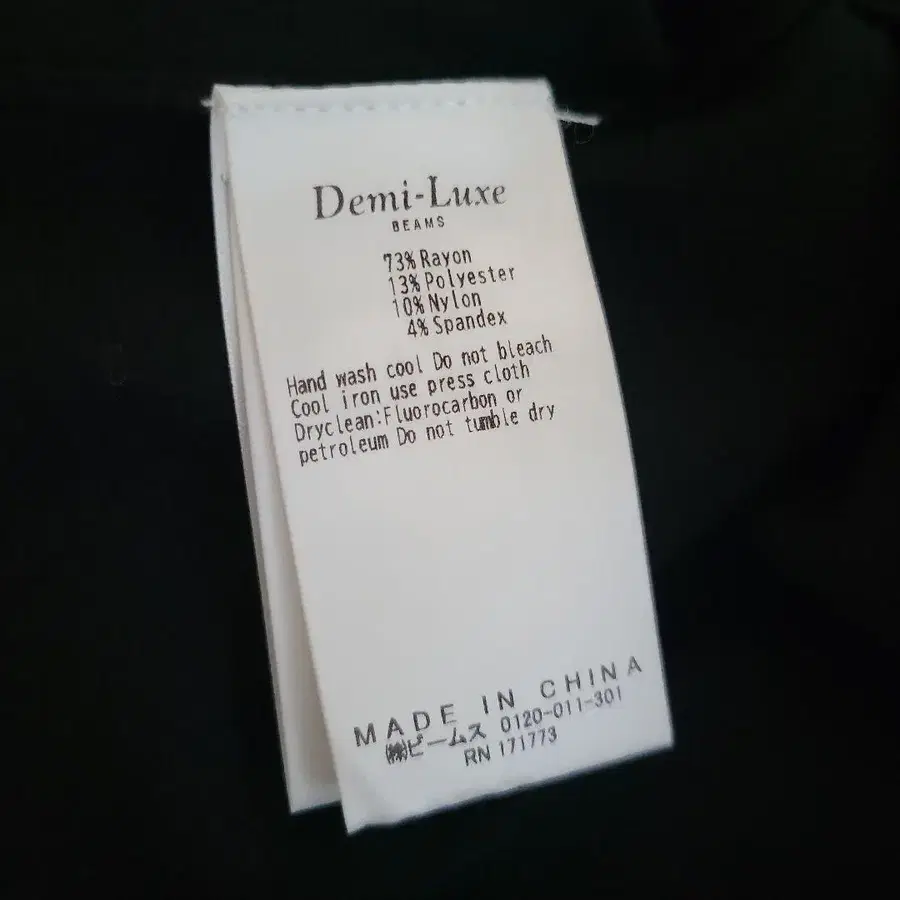 Demi-Luxe
BEAMS
73% Rayon
13% Polyester
10% Nylon
4% Spandex
Hand wash cool Do not bleach
Cool iron use press cloth
Dryclean:Fluorocarbon or
petroleum Do not tumble dry
MADE IN CHINA
㈱ビームス 0120-011-301
RN 171773